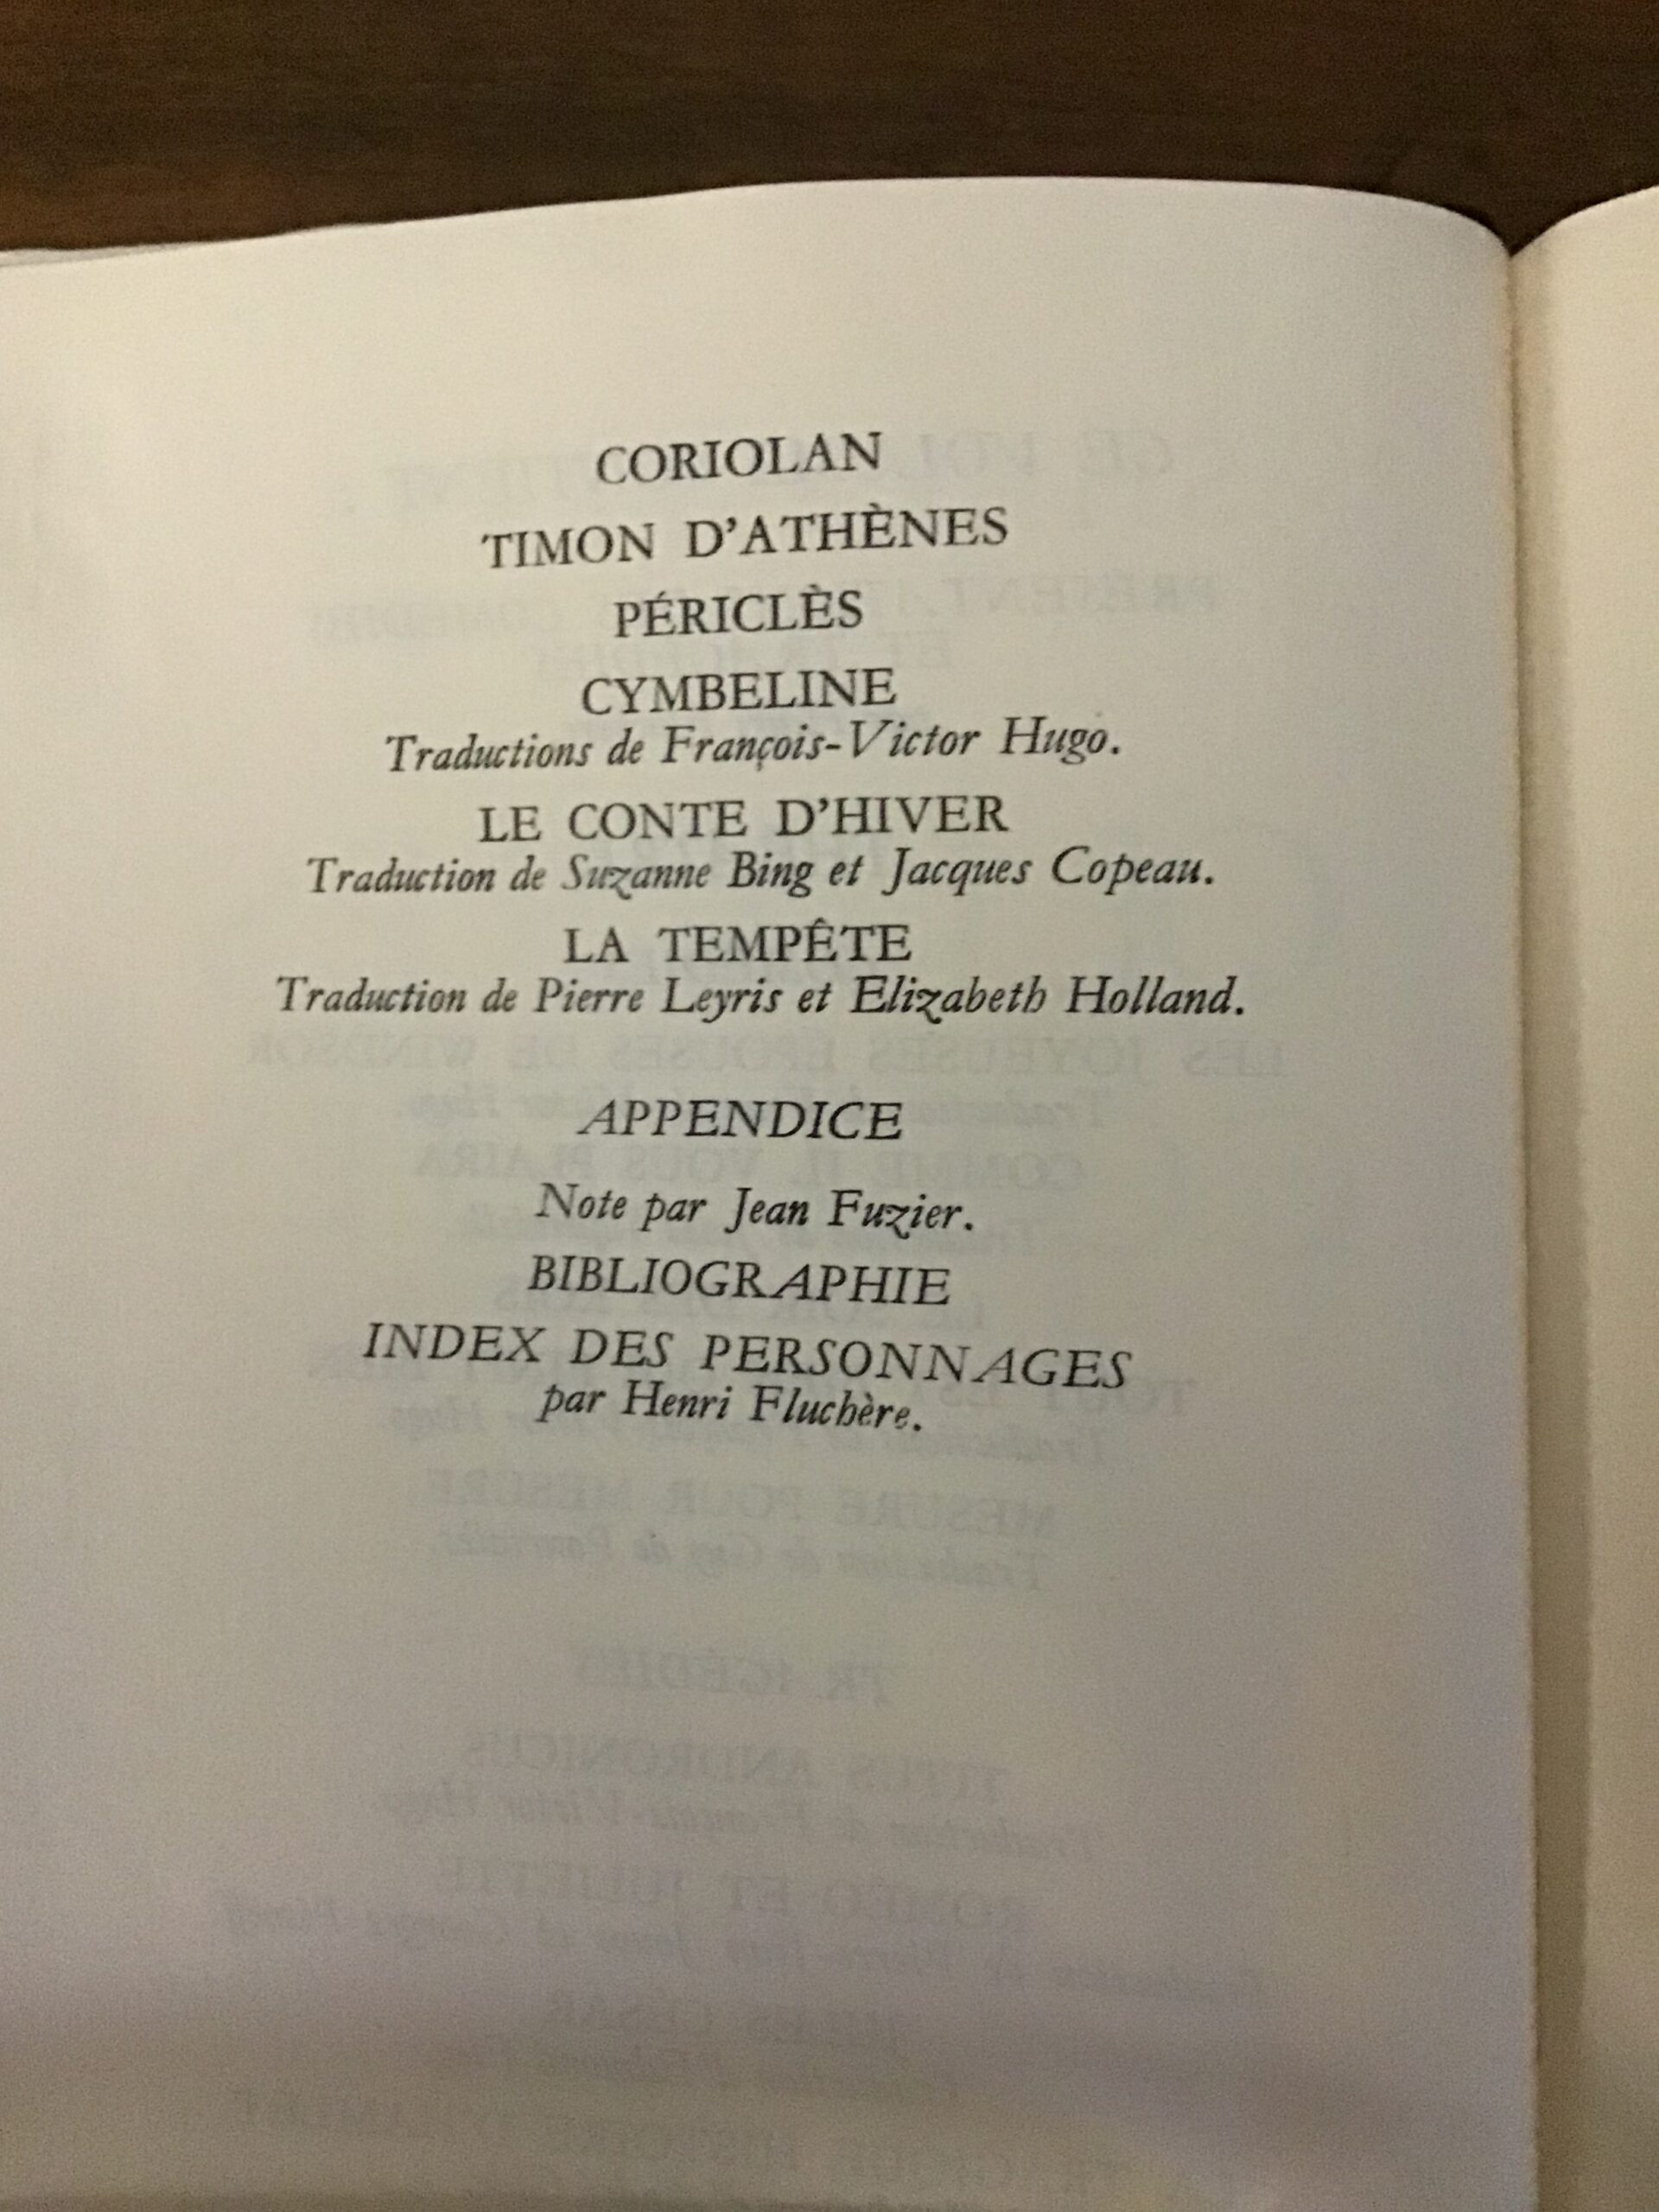 CORIOLAN
TIMON D'ATHÈNES
PÉRICLÈS
CYMBELINE
Traductions de François-Victor Hugo.
LE CONTE D'HIVER
Traduction de Suzanne Bing et Jacques Copeau.
LA TEMPÊTE
Traduction de Pierre Leyris et Elizabeth Holland.
APPENDICE
Note par Jean Fuzier.
BIBLIOGRAPHIE
INDEX DES PERSONNAGES
par Henri Fluchère.